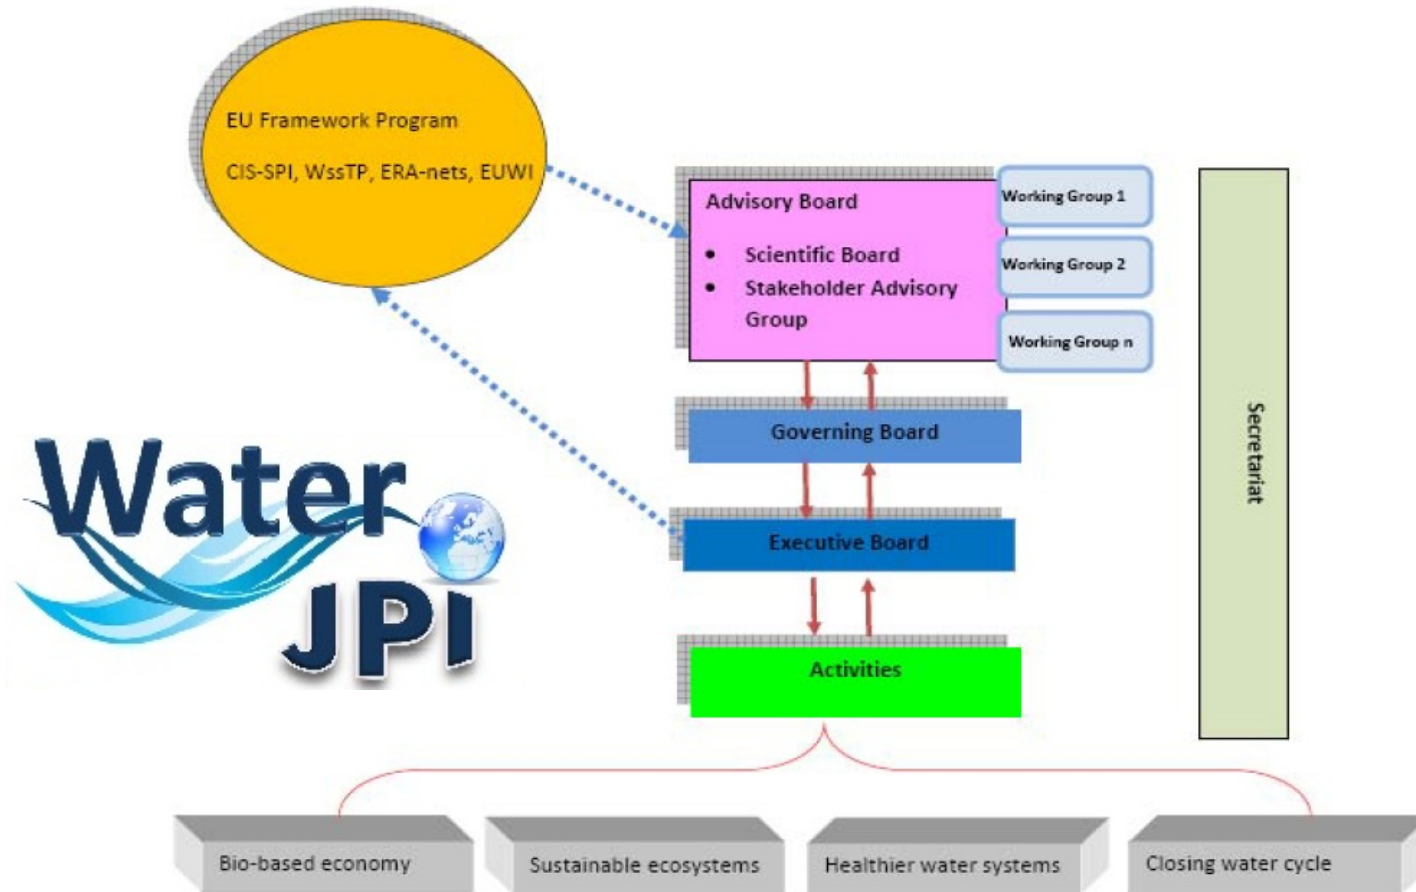 EU Framework Program
CIS-SPI, WssTP, ERA-nets, EUWI
Advisory Board
• Scientific Board
• Stakeholder Advisory
Group
Working Group 1
Working Group 2
Working Group n
Secretariat
Governing Board
Executive Board
Activities
Water
JPI
Bio-based economy
Sustainable ecosystems
Healthier water systems
Closing water cycle